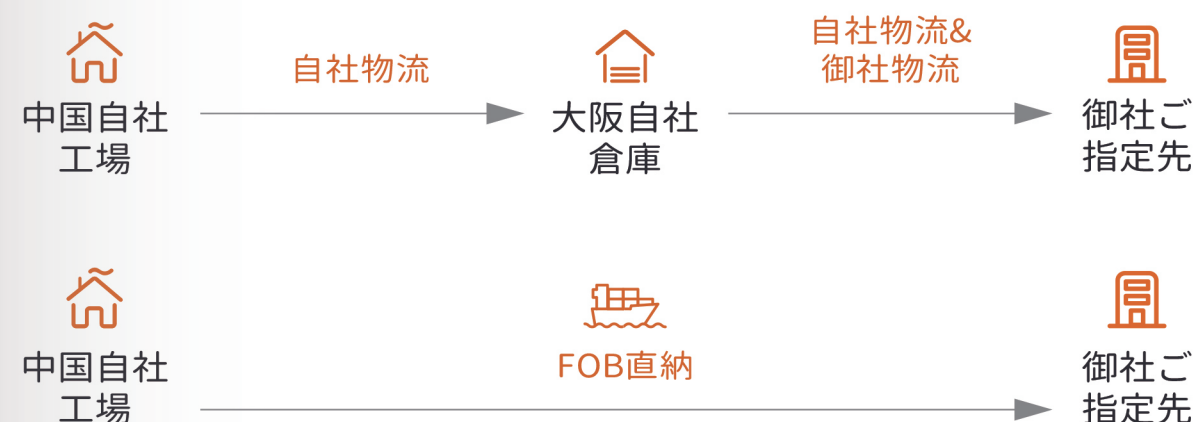 自社物流
自社物流&
御社物流
中国自社
工場
大阪自社
倉庫
御社ご
指定先
FOB直納
中国自社
工場
御社ご
指定先